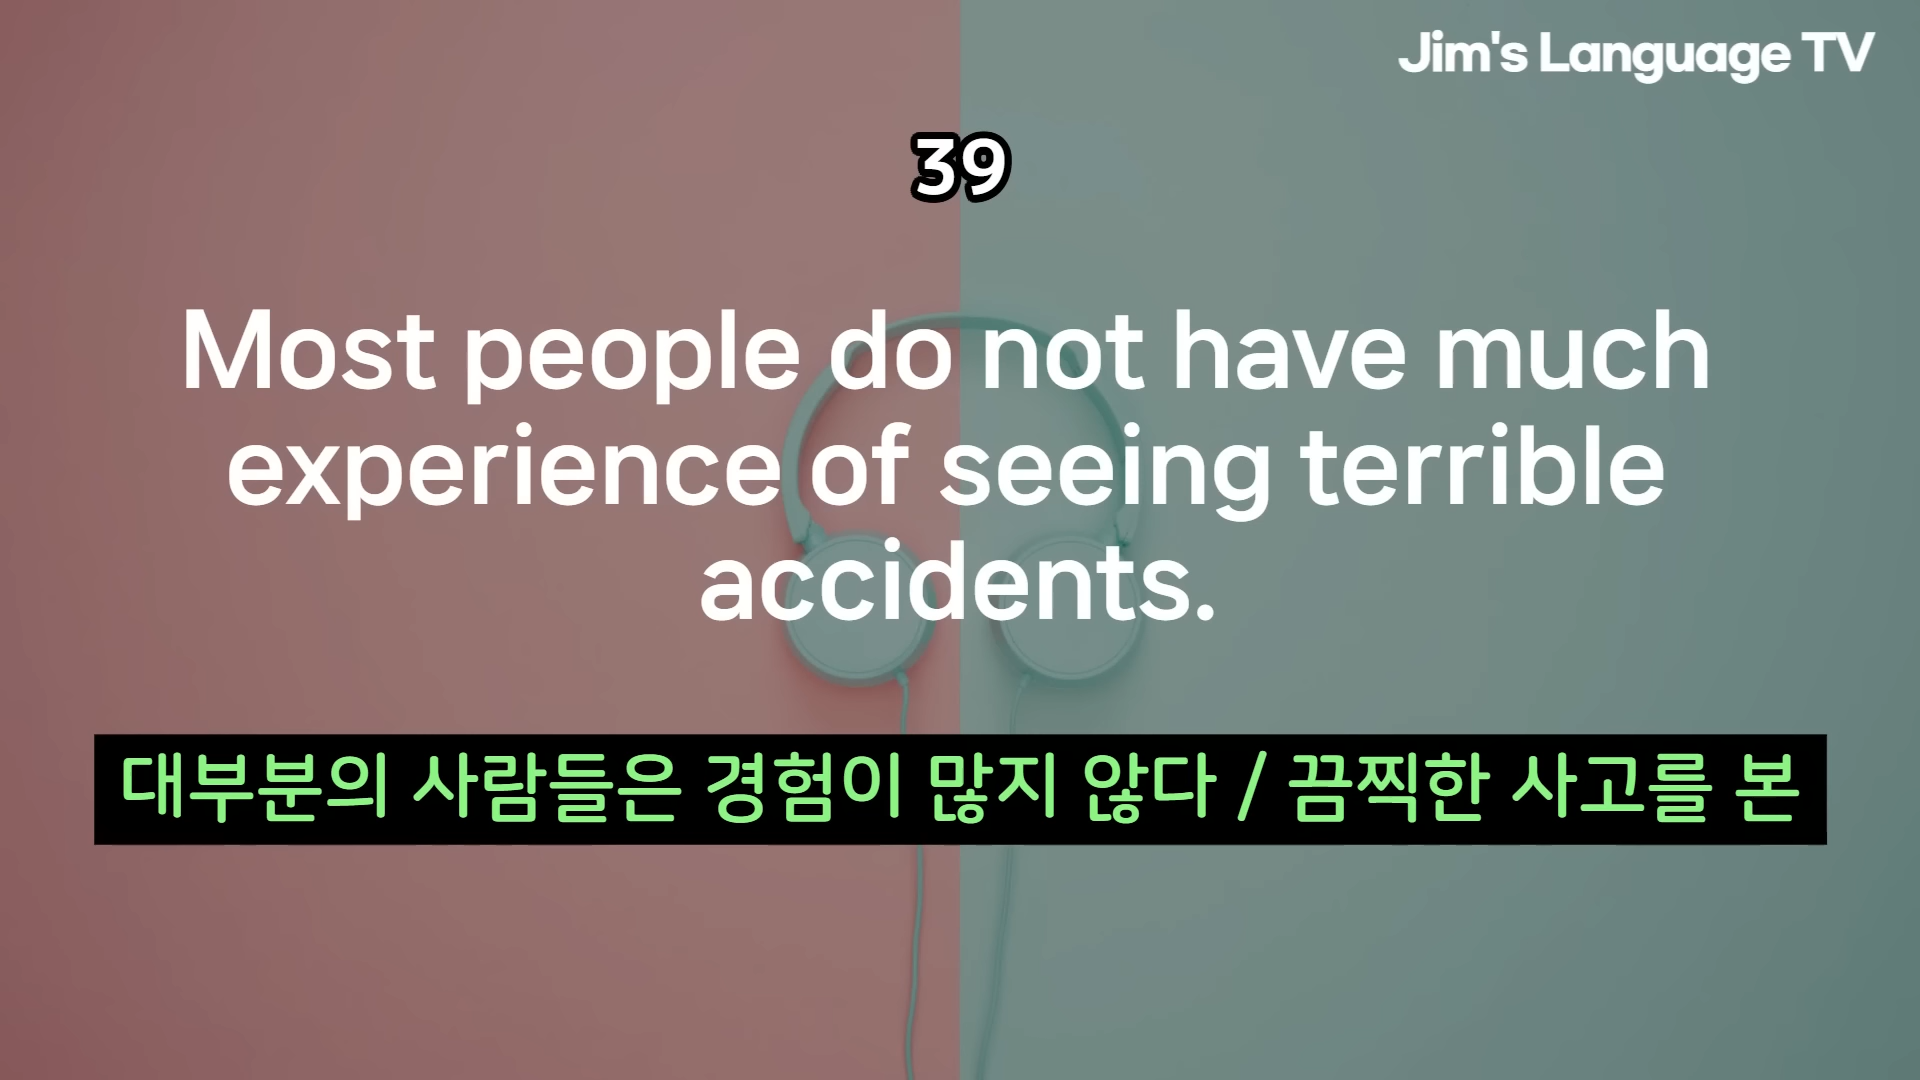 Jim's Language TV
39
Most people do not have much
experience of seeing terrible
accidents.
대부분의 사람들은 경험이 많지 않다 / 끔찍한 사고를 본